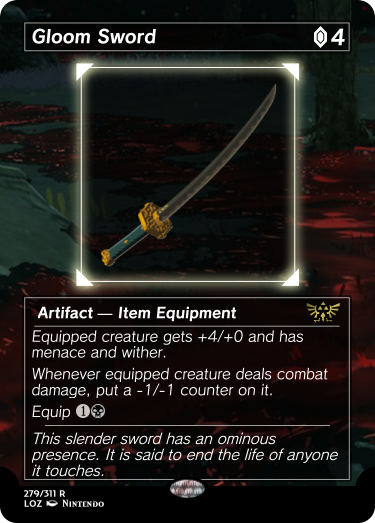 Gloom Sword 4
Artifact — Item Equipment
Equipped creature gets +4/+0 and has
menace and wither.
Whenever equipped creature deals combat
damage, put a -1/-1 counter on it.
Equip 1
This slender sword has an ominous
presence. It is said to end the life of anyone
it touches.
279/311 R
LOZ Nintendo